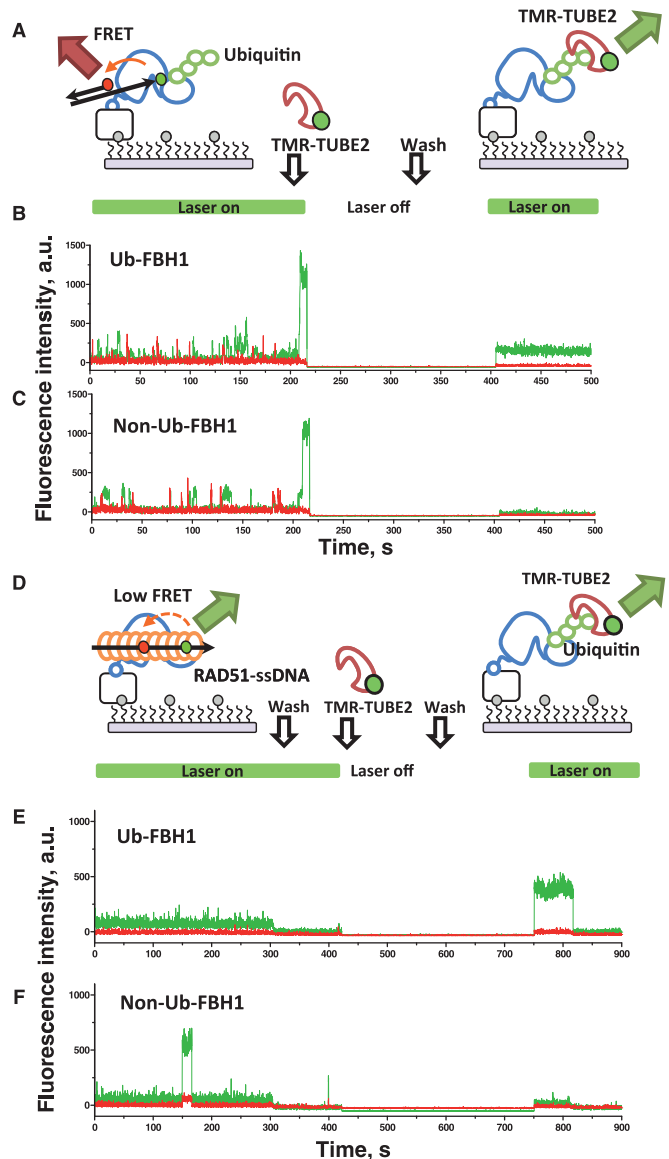 A
FRET
Ubiquitin
TMR-TUBE2
TMR-TUBE2
Wash
Laser on
Laser off
Laser on
B
Ub-FBH1
1500
1000
500
0
0 50 100 150 200 250 300 350 400 450 500
C
Non-Ub-FBH1
1500
1000
500
0
0 50 100 150 200 250 300 350 400 450 500
Fluorescence intensity, a.u.
Time, s
D
Low FRET
TMR-TUBE2
Ubiquitin
RAD51-ssDNA
Wash
TMR-TUBE2
Wash
Laser on
Laser off
Laser on
E
Ub-FBH1
1000
500
0
0 100 200 300 400 500 600 700 800 900
F
Non-Ub-FBH1
1000
500
0
0 100 200 300 400 500 600 700 800 900
Fluorescence intensity, a.u.
Time, s